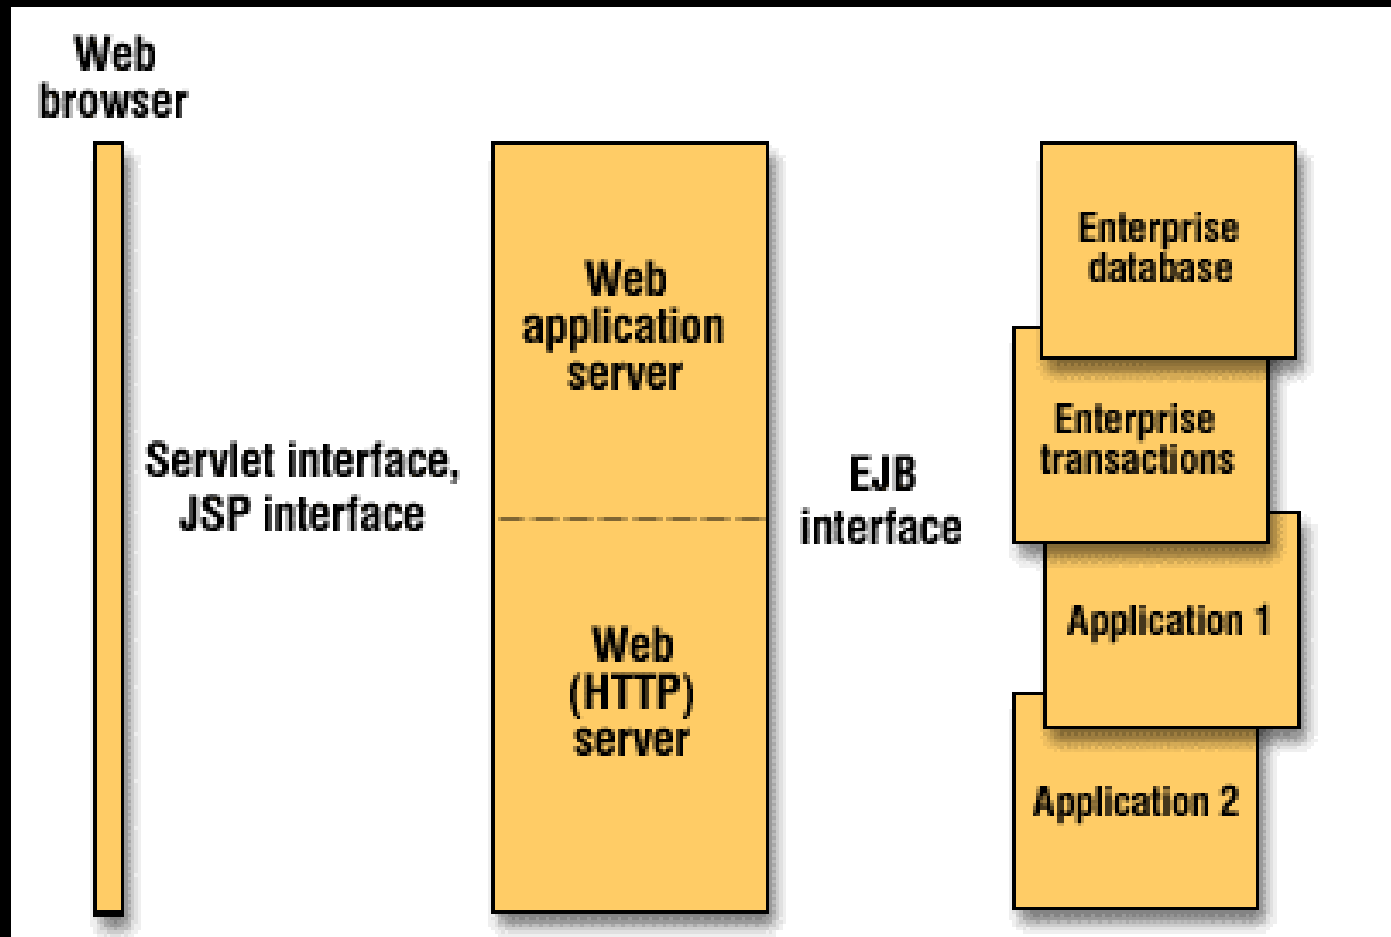 Web
browser
Servlet interface,
JSP interface
Web
application
server
Web
(HTTP)
server
EJB
interface
Enterprise
database
Enterprise
transactions
Application 1
Application 2